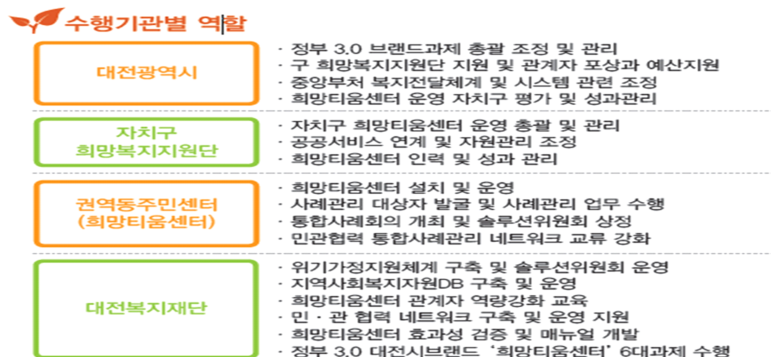 수행기관별 역할
대전광역시
· 정부 3.0 브랜드과제 총괄 조정 및 관리
· 구 희망복지지원단 지원 및 관계자 포상과 예산지원
· 중앙부처 복지전달체계 및 시스템 관련 조정
· 희망티움센터 운영 자치구 평가 및 성과관리
자치구
희망복지지원단
· 자치구 희망티움센터 운영 총괄 및 관리
· 공공서비스 연계 및 자원관리 조정
· 희망티움센터 인력 및 성과 관리
권역동주민센터
(희망티움센터)
· 희망티움센터 설치 및 운영
· 사례관리 대상자 발굴 및 사례관리 업무 수행
· 통합사례회의 개최 및 솔루션위원회 상정
· 민관협력 통합사례관리 네트워크 교류 강화
대전복지재단
· 위기가정지원체계 구축 및 솔루션위원회 운영
· 지역사회복지자원DB 구축 및 운영
· 희망티움센터 관계자 역량강화 교육
· 민 · 관 협력 네트워크 구축 및 운영 지원
· 희망티움센터 효과성 검증 및 매뉴얼 개발
· 정부 3.0 대전시브랜드 ‘희망티움센터’ 6대과제 수행